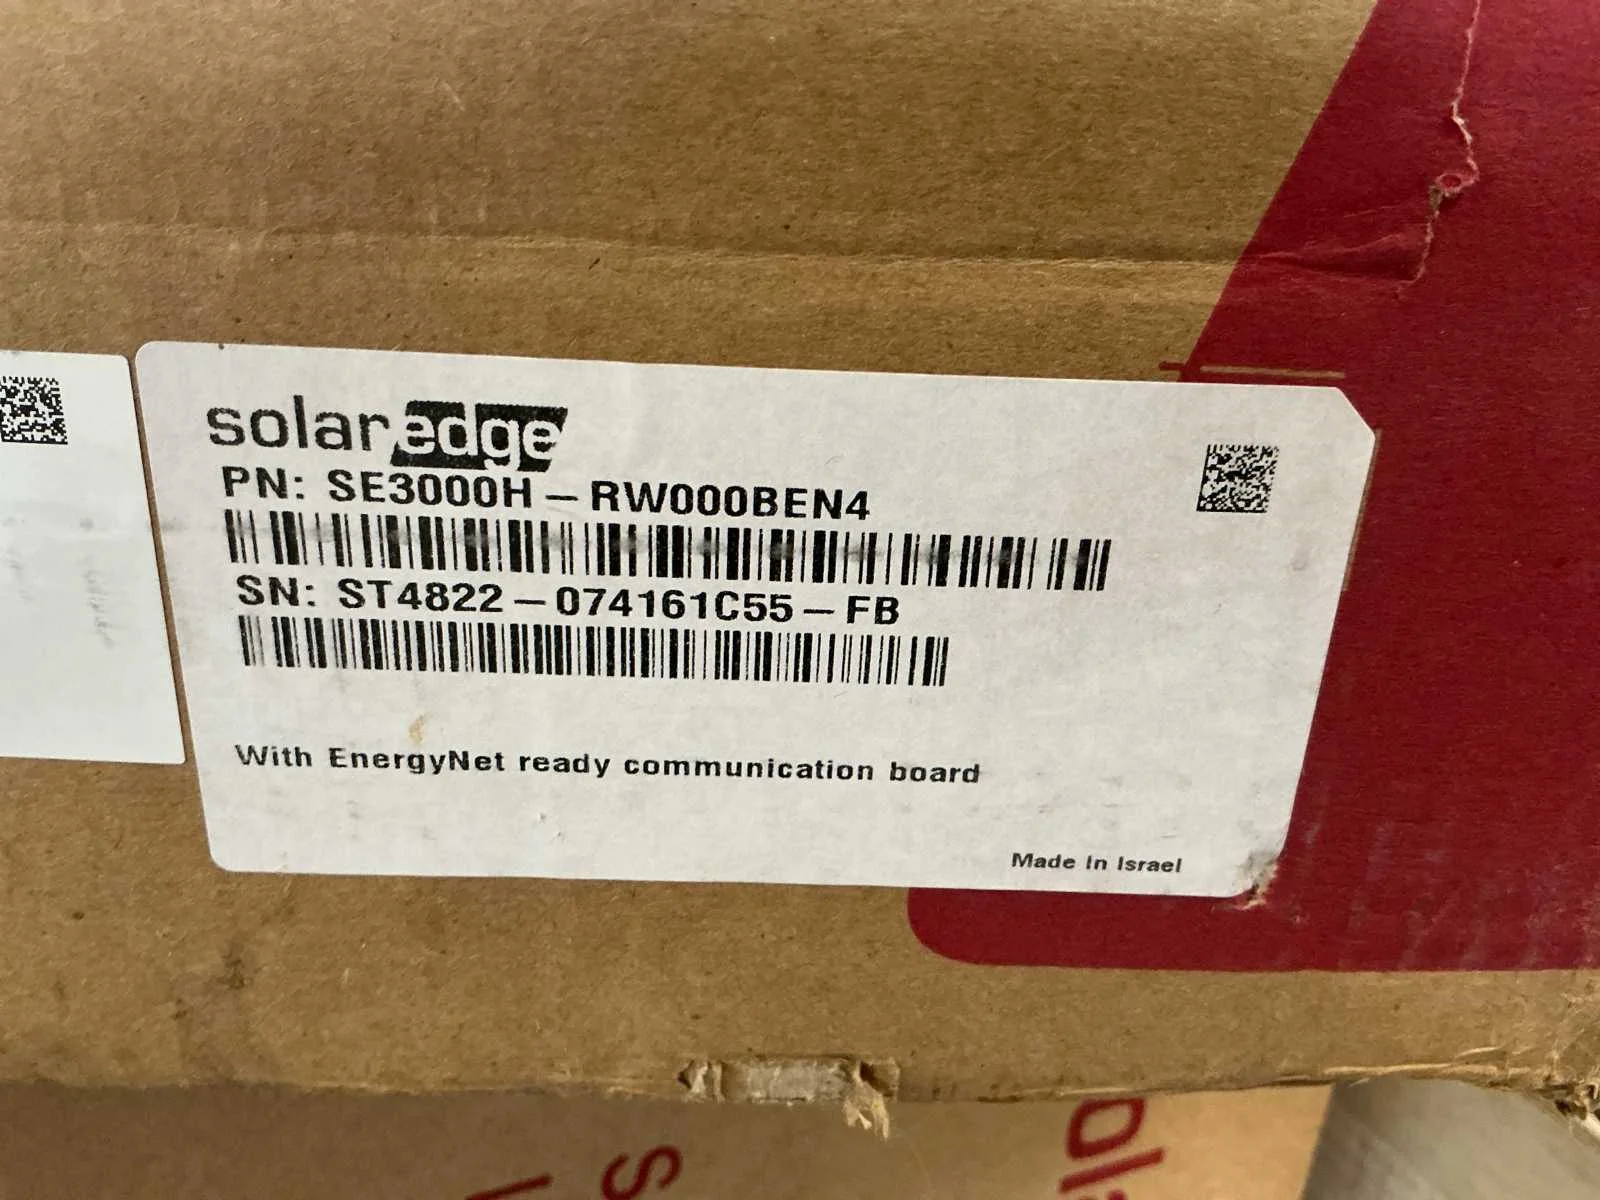 solaredge
PN: SE3000H – RW000BEN4
SN: ST4822 – 074161C55 – FB
With EnergyNet ready communication board
Made in Israel